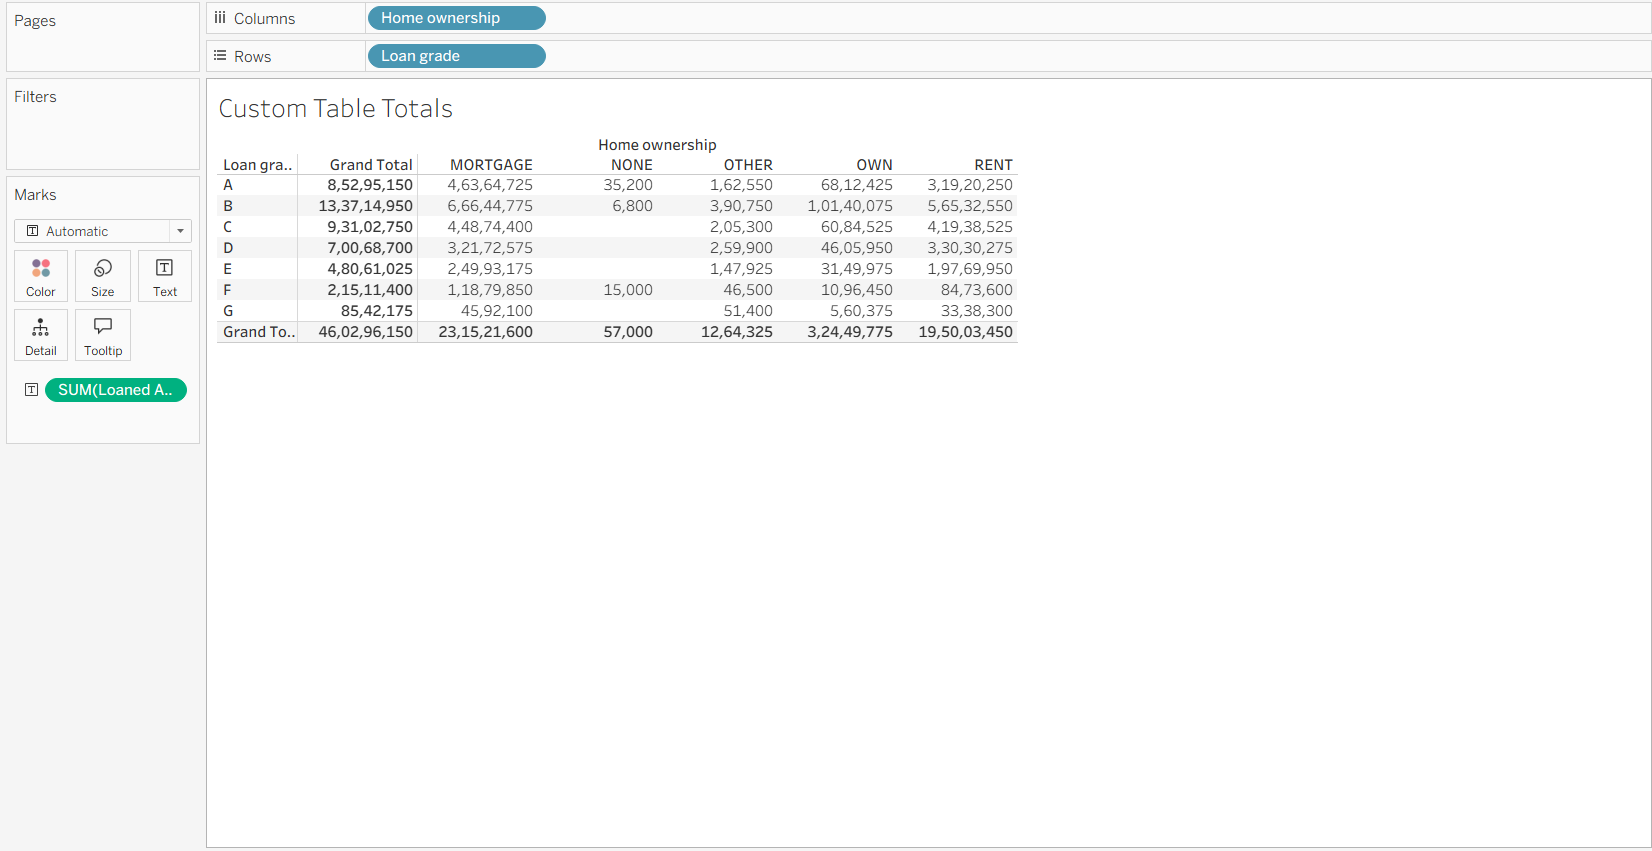 Pages
Columns Home ownership
Rows Loan grade
Filters
Marks
Automatic
Color Size Text
Detail Tooltip
SUM(Loaned A..
Custom Table Totals
Home ownership
Loan gra.. Grand Total MORTGAGE NONE OTHER OWN RENT
A 8,52,95,150 4,63,64,725 35,200 1,62,550 68,12,425 3,19,20,250
B 13,37,14,950 6,66,44,775 6,800 3,90,750 1,01,40,075 5,65,32,550
C 9,31,02,750 4,48,74,400 2,05,300 60,84,525 4,19,38,525
D 7,00,68,700 3,21,72,575 2,59,900 46,05,950 3,30,30,275
E 4,80,61,025 2,49,93,175 1,47,925 31,49,975 1,97,69,950
F 2,15,11,400 1,18,79,850 15,000 46,500 10,96,450 84,73,600
G 85,42,175 45,92,100 51,400 5,60,375 33,38,300
Grand To.. 46,02,96,150 23,15,21,600 57,000 12,64,325 3,24,49,775 19,50,03,450